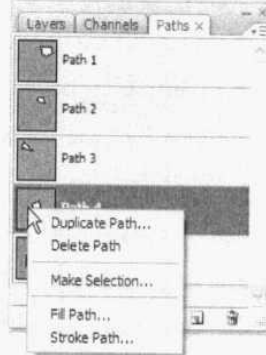 Layers Channels Paths ×
Path 1
Path 2
Path 3
Path 4
Duplicate Path...
Delete Path
Make Selection...
Fill Path...
Stroke Path...